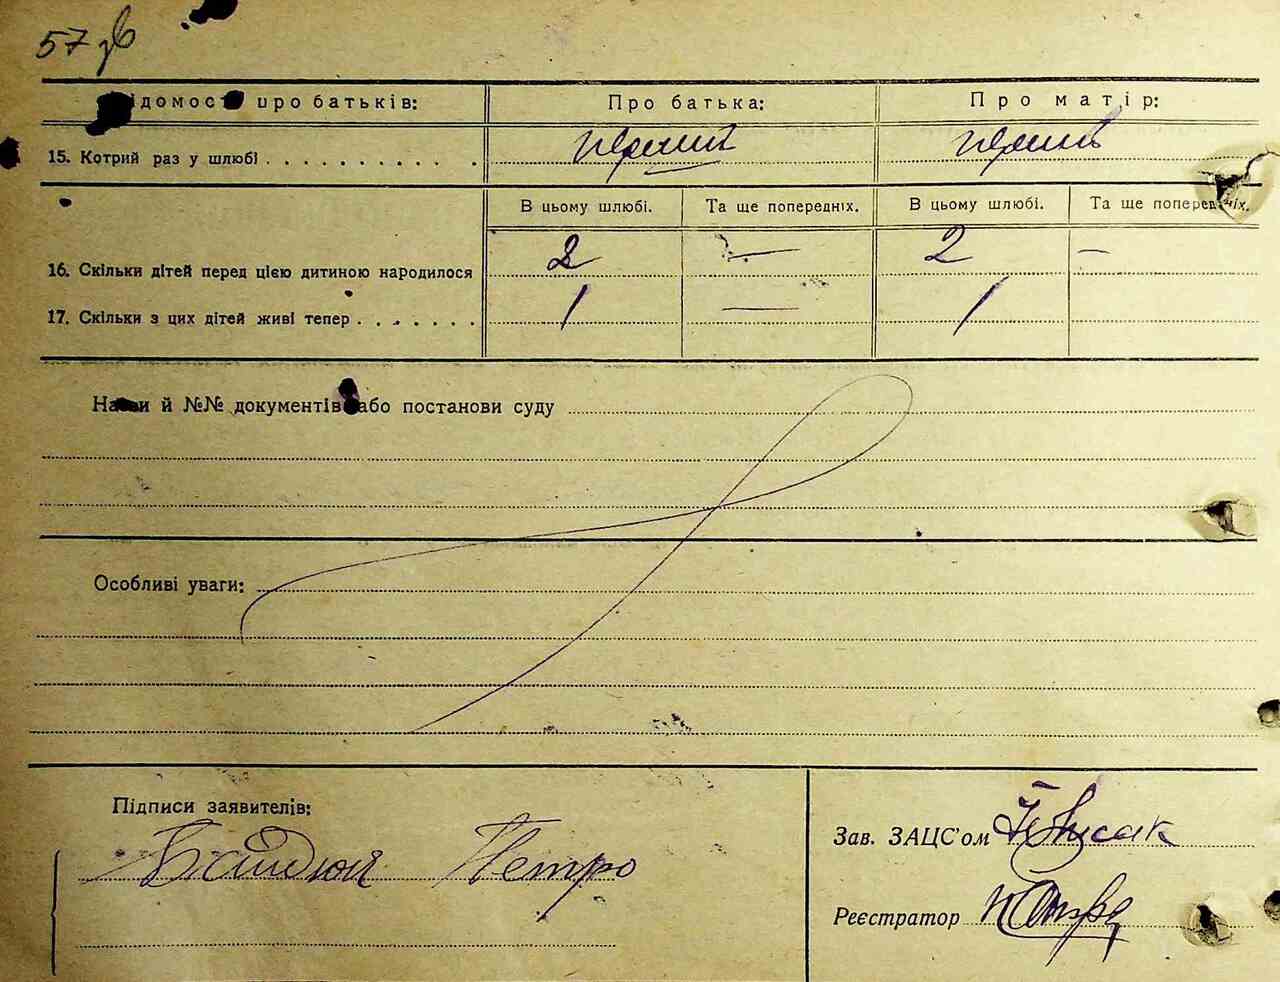 57 зв
Відомості про батьків: Про батька: Про матір:
15. Котрий раз у шлюбі . . . . . . . . . . перший перший
В цьому шлюбі. Та ще попередніх. В цьому шлюбі. Та ще попередніх.
16. Скільки дітей перед цією дитиною народилося 2 — 2 —
17. Скільки з цих дітей живі тепер . . . . . . . 1 — 1
Назви й №№ документів або постанови суду
Особливі уваги:
Підписи заявителів:
Зав. ЗАЦС'ом
Петро
Реєстратор